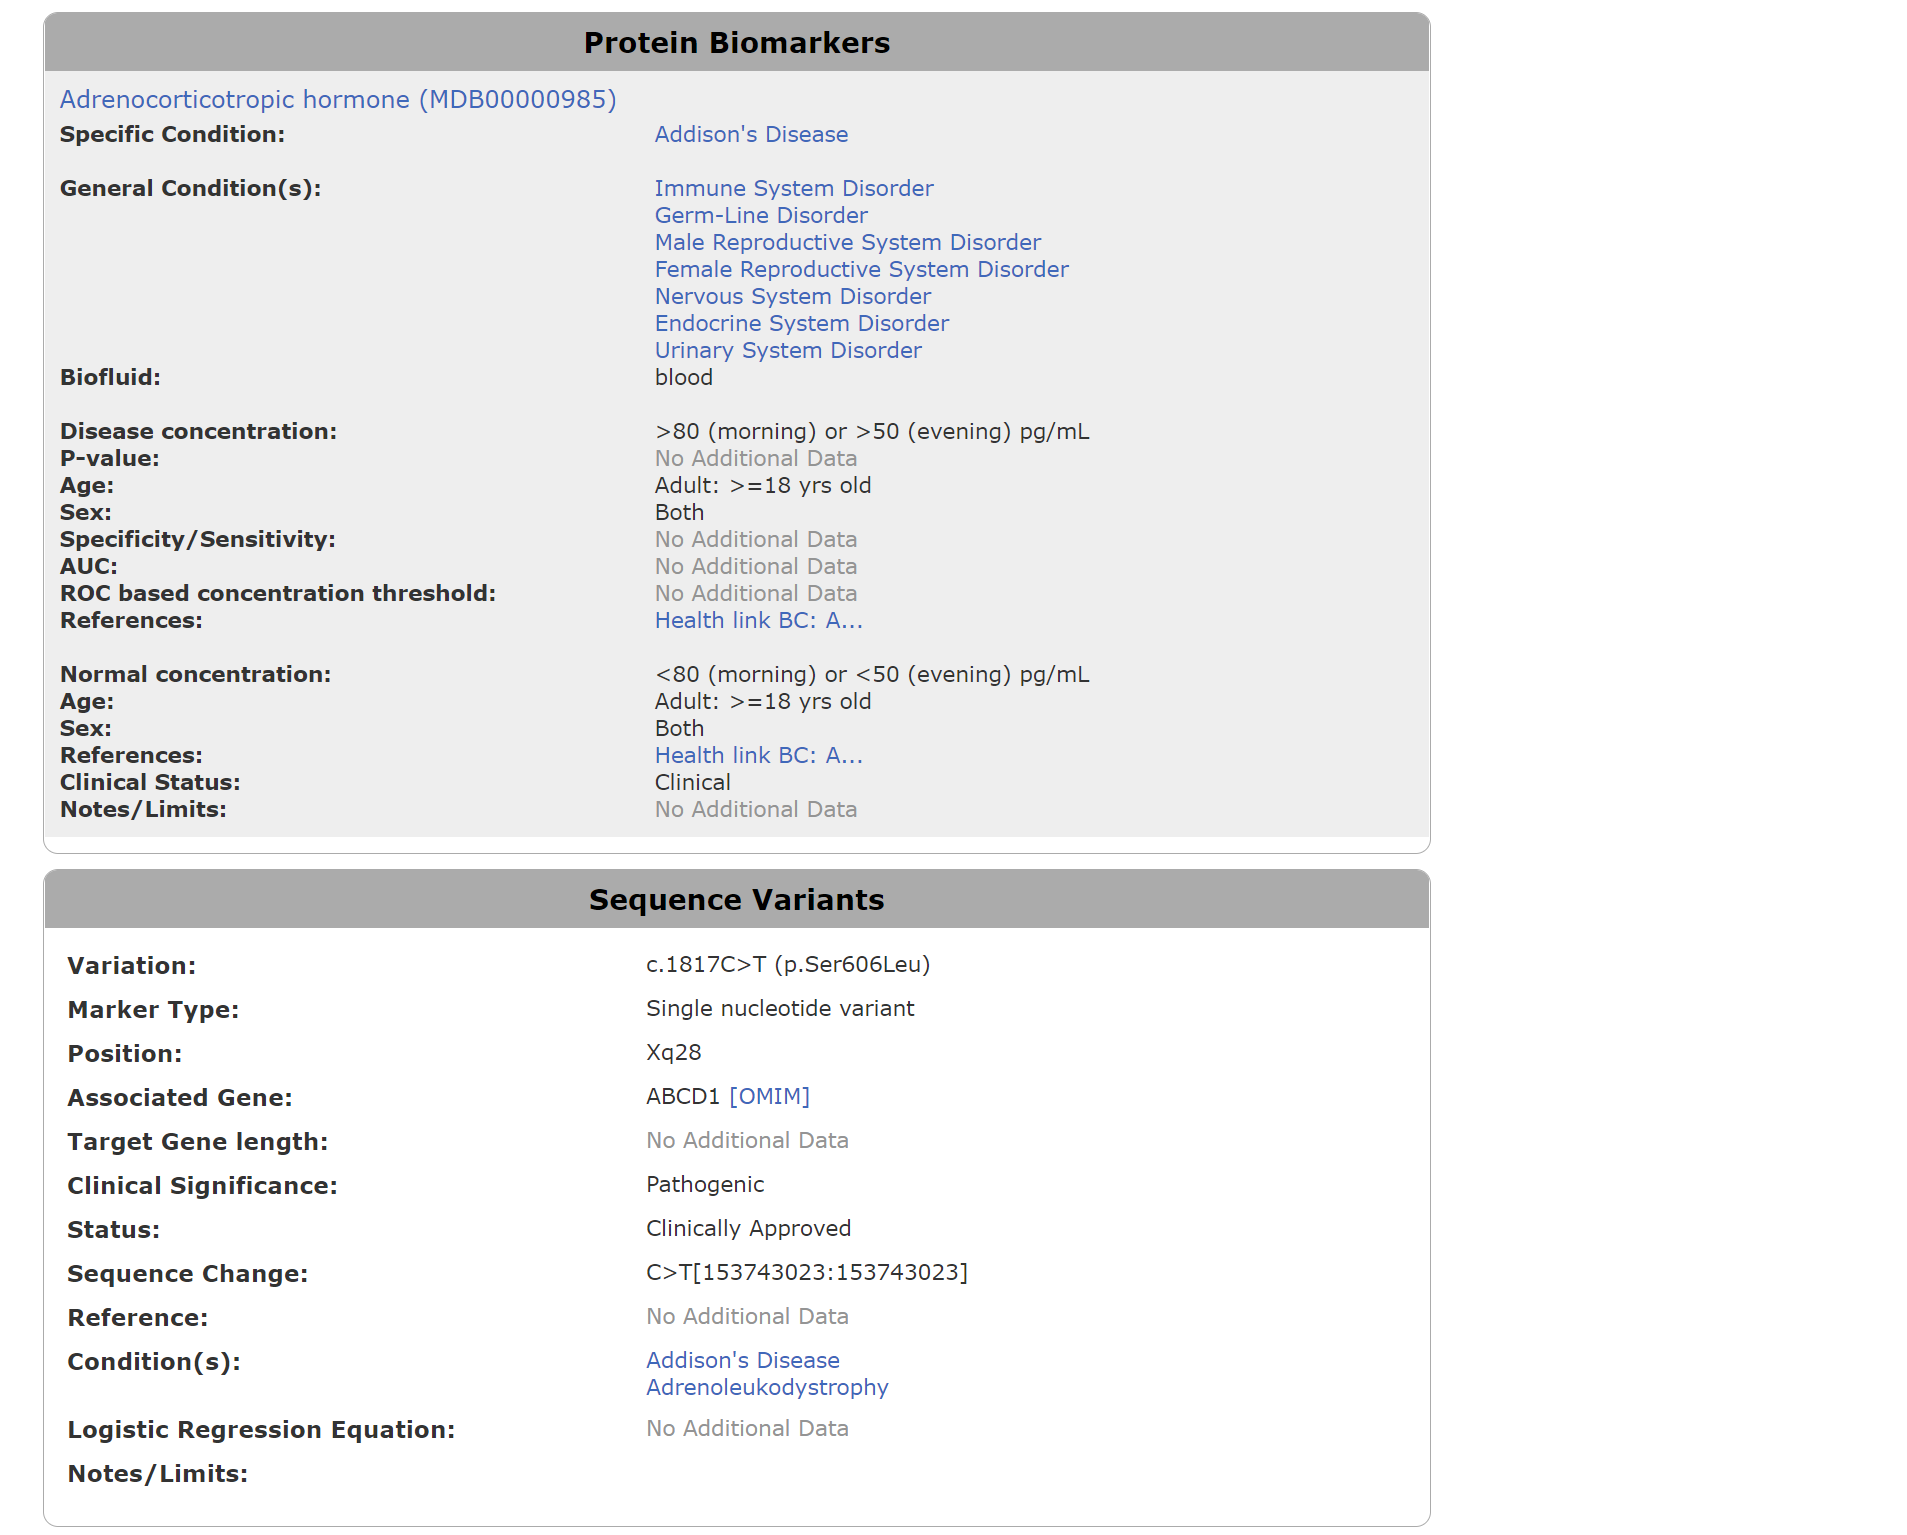 Protein Biomarkers
Adrenocorticotropic hormone (MDB00000985)
Specific Condition: Addison's Disease
General Condition(s): Immune System Disorder
Germ-Line Disorder
Male Reproductive System Disorder
Female Reproductive System Disorder
Nervous System Disorder
Endocrine System Disorder
Urinary System Disorder
Biofluid: blood
Disease concentration: >80 (morning) or >50 (evening) pg/mL
P-value: No Additional Data
Age: Adult: >=18 yrs old
Sex: Both
Specificity/Sensitivity: No Additional Data
AUC: No Additional Data
ROC based concentration threshold: No Additional Data
References: Health link BC: A...
Normal concentration: <80 (morning) or <50 (evening) pg/mL
Age: Adult: >=18 yrs old
Sex: Both
References: Health link BC: A...
Clinical Status: Clinical
Notes/Limits: No Additional Data
Sequence Variants
Variation: c.1817C>T (p.Ser606Leu)
Marker Type: Single nucleotide variant
Position: Xq28
Associated Gene: ABCD1 [OMIM]
Target Gene length: No Additional Data
Clinical Significance: Pathogenic
Status: Clinically Approved
Sequence Change: C>T[153743023:153743023]
Reference: No Additional Data
Condition(s): Addison's Disease
Adrenoleukodystrophy
Logistic Regression Equation: No Additional Data
Notes/Limits: